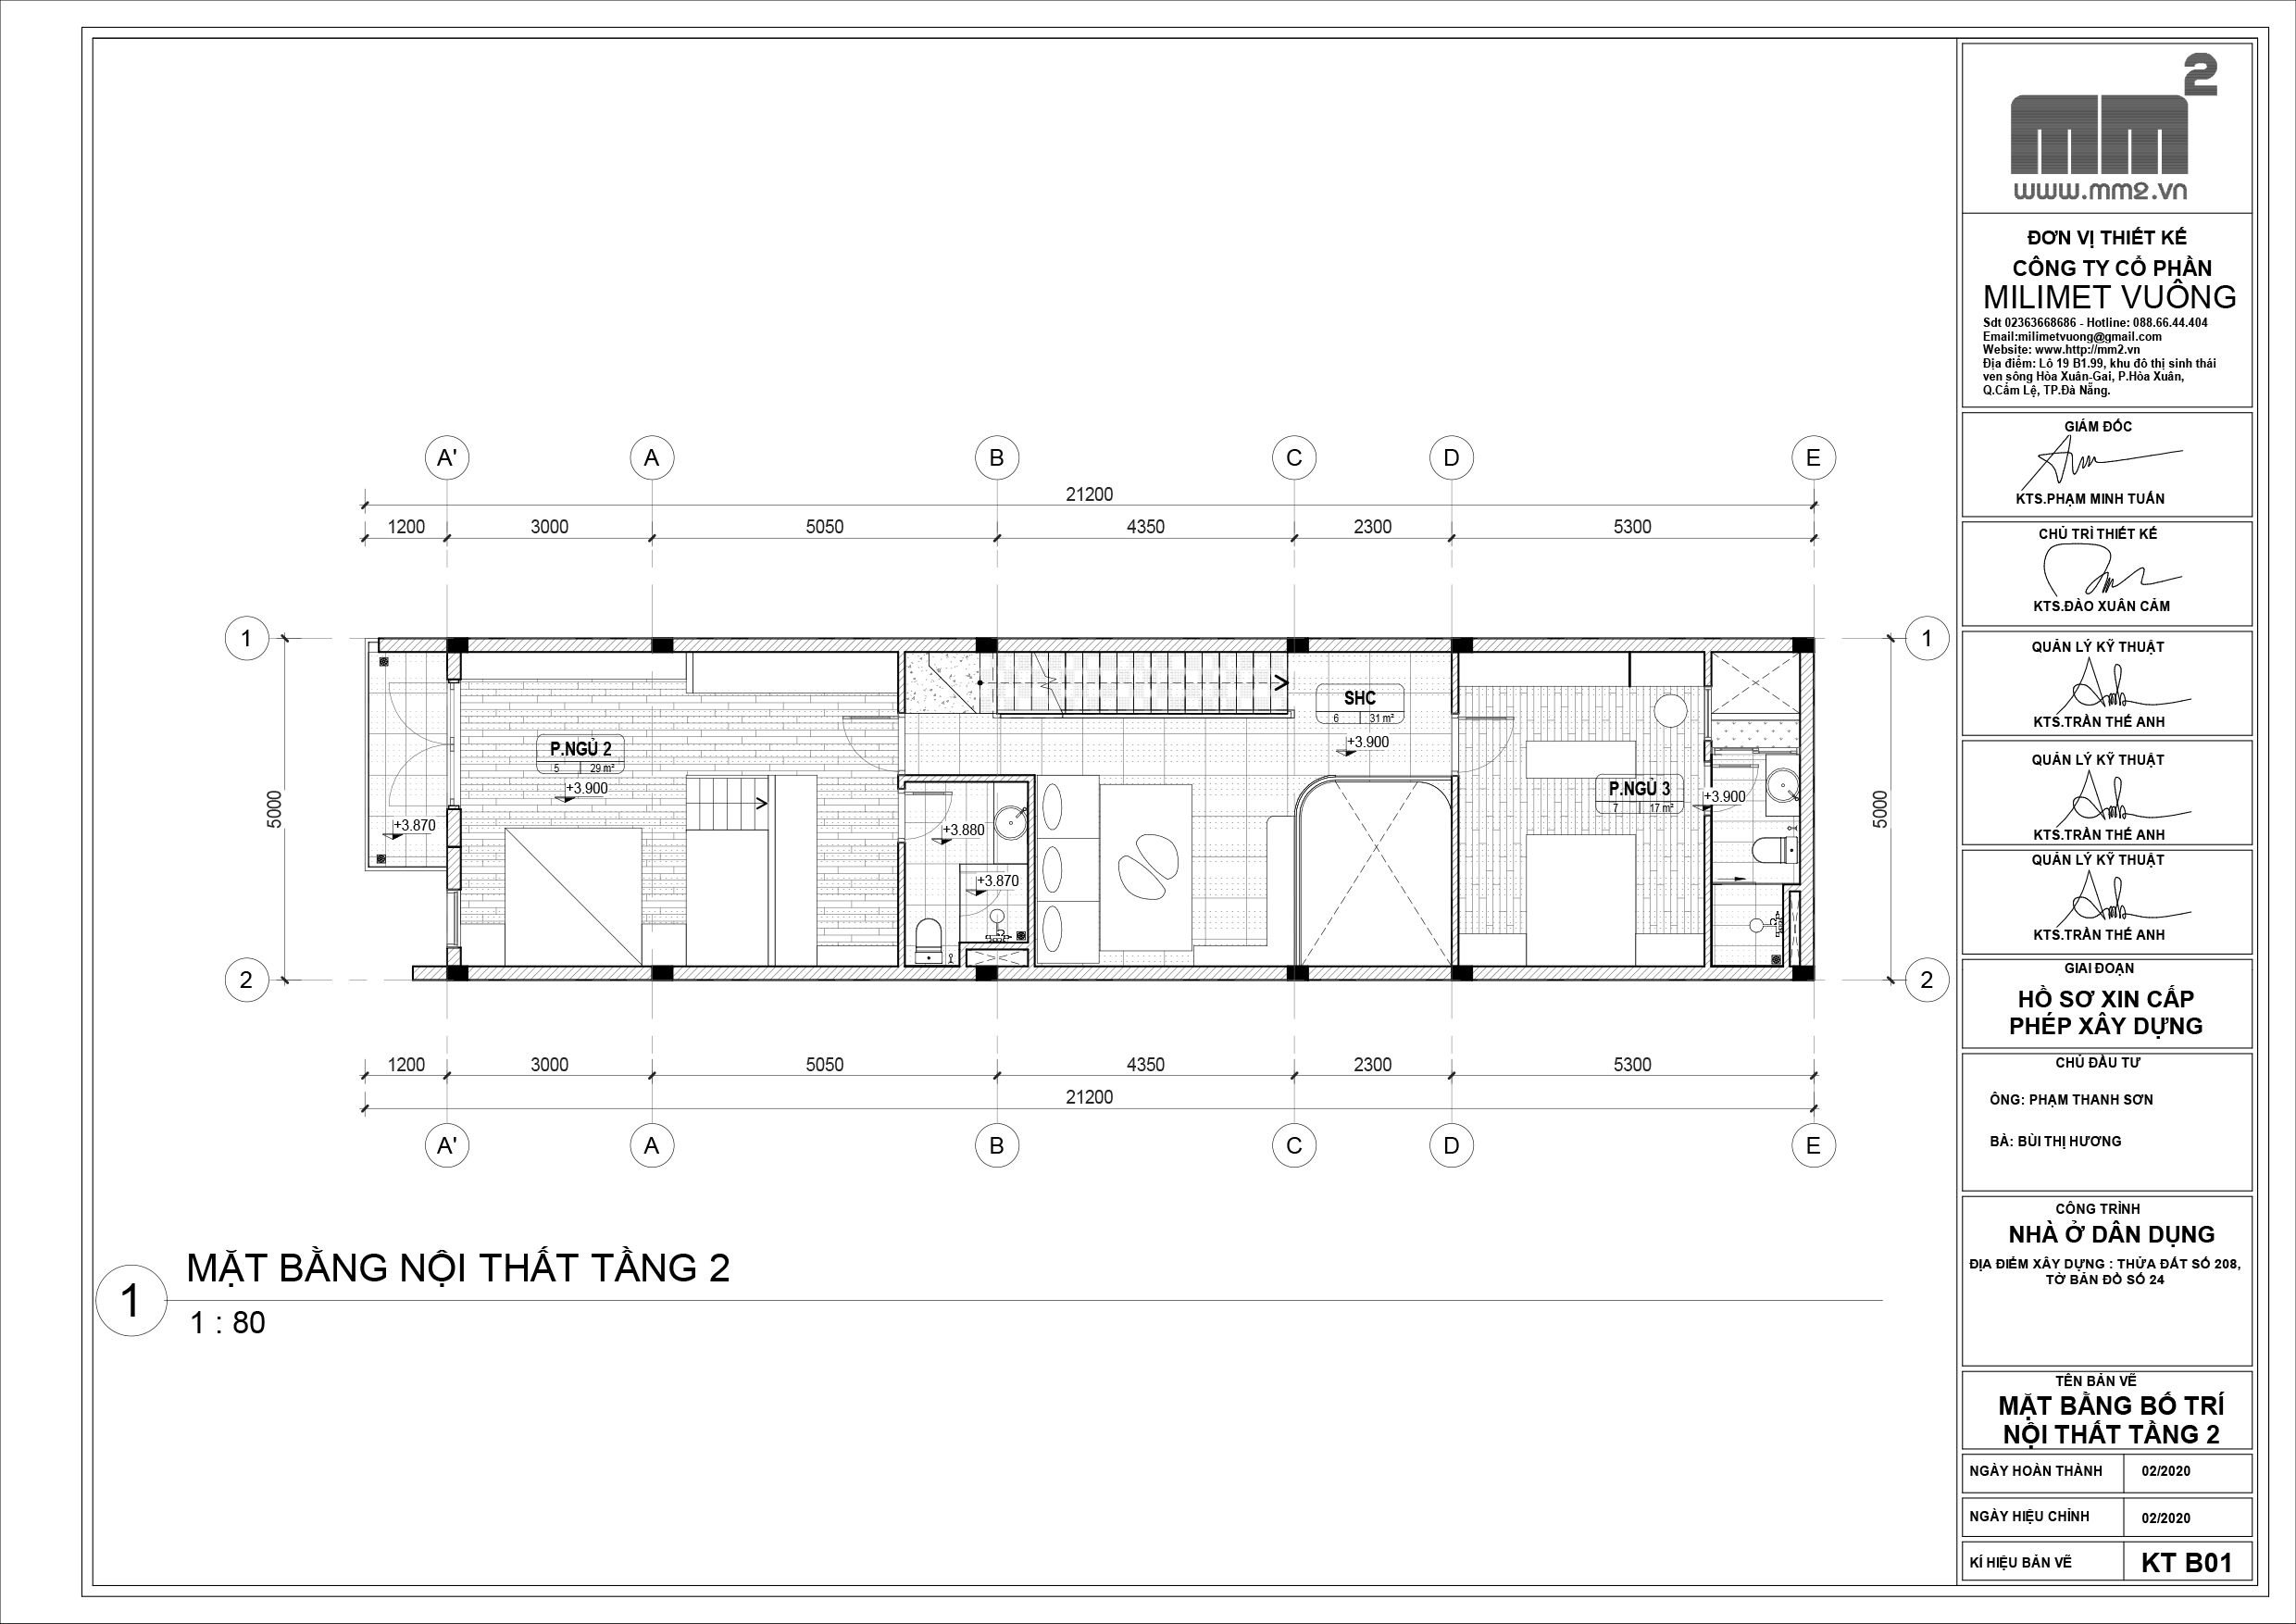 A' A B C D E
21200
1200 3000 5050 4350 2300 5300
1 1
SHC
6 31 m²
+3.900
P.NGỦ 2
5 29 m²
+3.900
P.NGỦ 3
7 17 m²
+3.900
5000 5000
+3.870
+3.880
+3.870
2 2
1200 3000 5050 4350 2300 5300
21200
A' A B C D E
1
MẶT BẰNG NỘI THẤT TẦNG 2
1 : 80
mm2
www.mm2.vn
ĐƠN VỊ THIẾT KẾ
CÔNG TY CỔ PHẦN
MILIMET VUÔNG
Sdt 02363668686 - Hotline: 088.66.44.404
Email:milimetvuong@gmail.com
Website: www.http://mm2.vn
Địa điểm: Lô 19 B1.99, khu đô thị sinh thái
ven sông Hòa Xuân-Gai, P.Hòa Xuân,
Q.Cẩm Lệ, TP.Đà Nẵng.
GIÁM ĐỐC
KTS.PHẠM MINH TUẤN
CHỦ TRÌ THIẾT KẾ
KTS.ĐÀO XUÂN CẢM
QUẢN LÝ KỸ THUẬT
KTS.TRẦN THẾ ANH
QUẢN LÝ KỸ THUẬT
KTS.TRẦN THẾ ANH
QUẢN LÝ KỸ THUẬT
KTS.TRẦN THẾ ANH
GIAI ĐOẠN
HỒ SƠ XIN CẤP
PHÉP XÂY DỰNG
CHỦ ĐẦU TƯ
ÔNG: PHẠM THANH SƠN
BÀ: BÙI THỊ HƯƠNG
CÔNG TRÌNH
NHÀ Ở DÂN DỤNG
ĐỊA ĐIỂM XÂY DỰNG : THỬA ĐẤT SỐ 208,
TỜ BẢN ĐỒ SỐ 24
TÊN BẢN VẼ
MẶT BẰNG BỐ TRÍ
NỘI THẤT TẦNG 2
NGÀY HOÀN THÀNH 02/2020
NGÀY HIỆU CHỈNH 02/2020
KÍ HIỆU BẢN VẼ KT B01